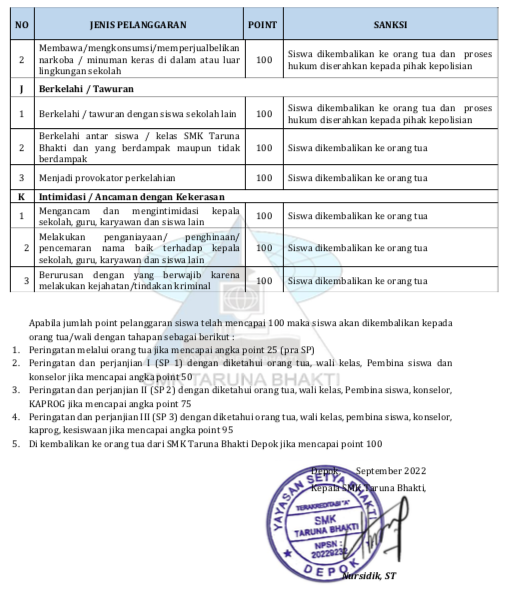 NO JENIS PELANGGARAN POINT SANKSI
2 Membawa/mengkonsumsi/memperjualbelikan
narkoba / minuman keras di dalam atau luar
lingkungan sekolah
100
Siswa dikembalikan ke orang tua dan proses
hukum diserahkan kepada pihak kepolisian
J Berkelahi / Tawuran
1 Berkelahi / tawuran dengan siswa sekolah lain 100
Siswa dikembalikan ke orang tua dan proses
hukum diserahkan kepada pihak kepolisian
2 Berkelahi antar siswa / kelas SMK Taruna
Bhakti dan yang berdampak maupun tidak
berdampak
100 Siswa dikembalikan ke orang tua
3 Menjadi provokator perkelahian 100 Siswa dikembalikan ke orang tua
K Intimidasi / Ancaman dengan Kekerasan
1 Mengancam dan mengintimidasi kepala
sekolah, guru, karyawan dan siswa lain
100 Siswa dikembalikan ke orang tua
2 Melakukan penganiayaan/ penghinaan/
pencemaran nama baik terhadap kepala
sekolah, guru, karyawan dan siswa lain
100 Siswa dikembalikan ke orang tua
3 Berurusan dengan yang berwajib karena
melakukan kejahatan/tindakan kriminal
100 Siswa dikembalikan ke orang tua
Apabila jumlah point pelanggaran siswa telah mencapai 100 maka siswa akan dikembalikan kepada
orang tua/wali dengan tahapan sebagai berikut :
1. Peringatan melalui orang tua jika mencapai angka point 25 (pra SP)
2. Peringatan dan perjanjian I (SP 1) dengan diketahui orang tua, wali kelas, Pembina siswa dan
konselor jika mencapai angka point 50
SMK TARUNA BHAKTI
3. Peringatan dan perjanjian II (SP 2) dengan diketahui orang tua, wali kelas, Pembina siswa, konselor,
KAPROG jika mencapai angka point 75
4. Peringatan dan perjanjian III (SP 3) dengan diketahui orang tua, wali kelas, pembina siswa, konselor,
kaprog, kesiswaan jika mencapai angka point 95
5. Di kembalikan ke orang tua dari SMK Taruna Bhakti Depok jika mencapai point 100
Depok, September 2022
Kepala SMK Taruna Bhakti,
YAYASAN SETYA BHAKTI
TERAKREDITASI "A"
SMK
TARUNA BHAKTI
NPSN :
20229232
DEPOK
Nursidik, ST